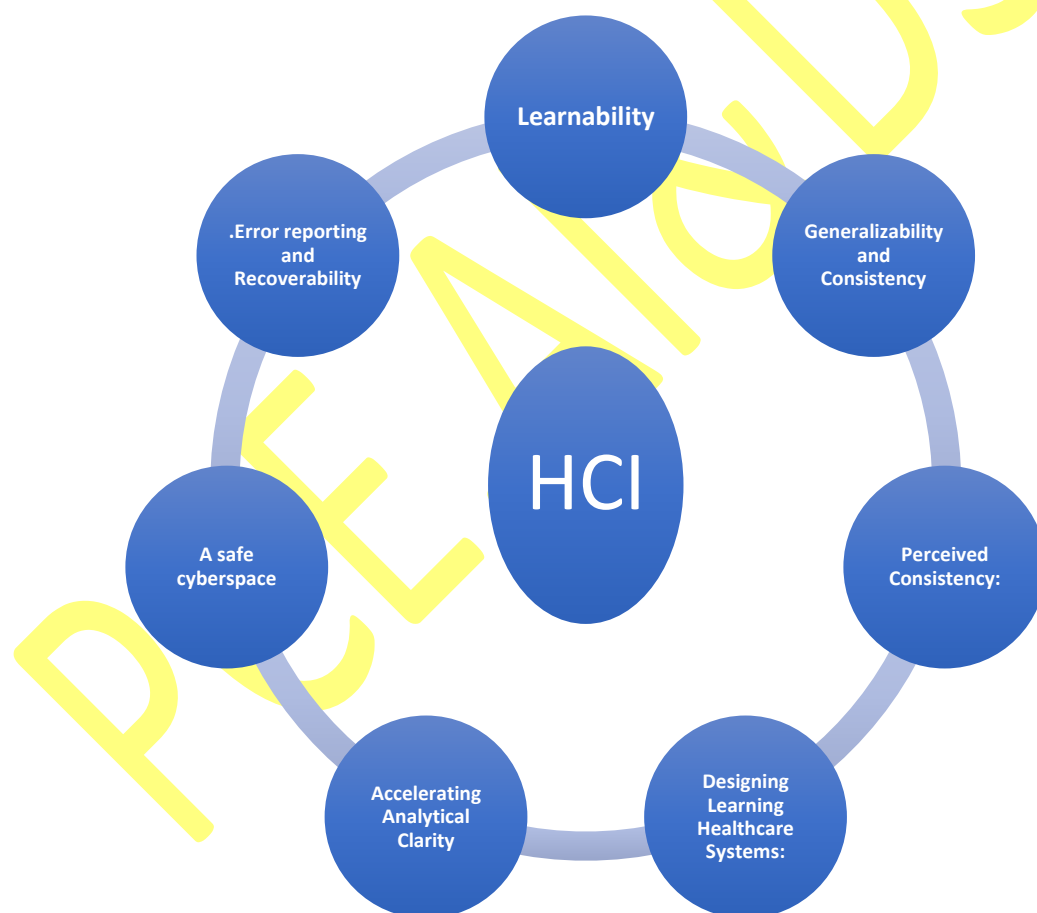 Learnability
Generalizability
and
Consistency
Perceived
Consistency:
Designing
Learning
Healthcare
Systems:
Accelerating
Analytical
Clarity
A safe
cyberspace
.Error reporting
and
Recoverability
HCI